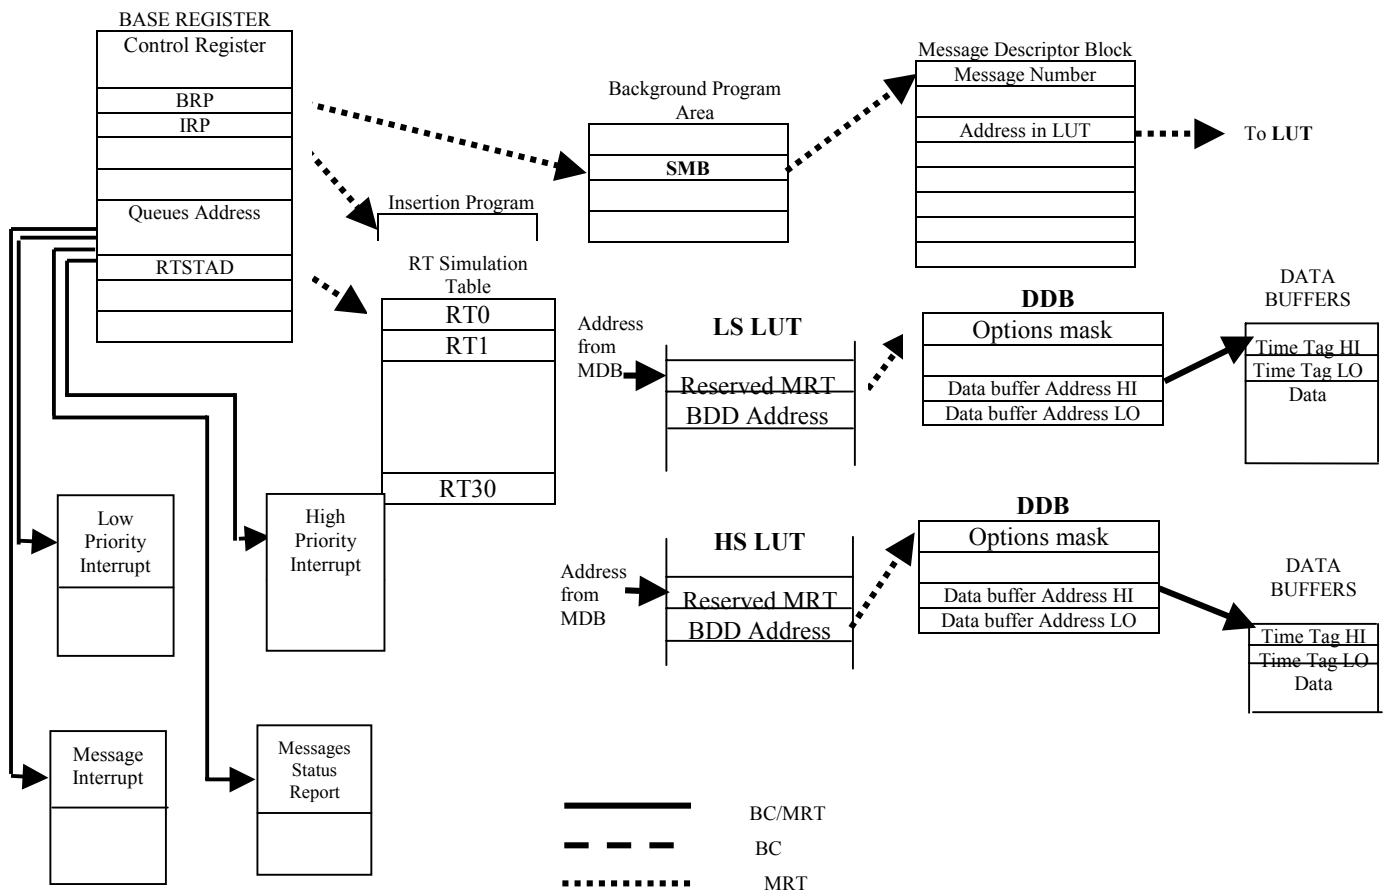 BASE REGISTER
Control Register
BRP
IRP
Queues Address
RTSTAD
Insertion Program
RT Simulation
Table
RT0
RT1
RT30
Background Program
Area
SMB
Message Descriptor Block
Message Number
Address in LUT
To LUT
Address
from
MDB
LS LUT
Reserved MRT
BDD Address
DDB
Options mask
Data buffer Address HI
Data buffer Address LO
DATA
BUFFERS
Time Tag HI
Time Tag LO
Data
Address
from
MDB
HS LUT
Reserved MRT
BDD Address
DDB
Options mask
Data buffer Address HI
Data buffer Address LO
DATA
BUFFERS
Time Tag HI
Time Tag LO
Data
Low
Priority
Interrupt
High
Priority
Interrupt
Message
Interrupt
Messages
Status
Report
BC/MRT
BC
MRT